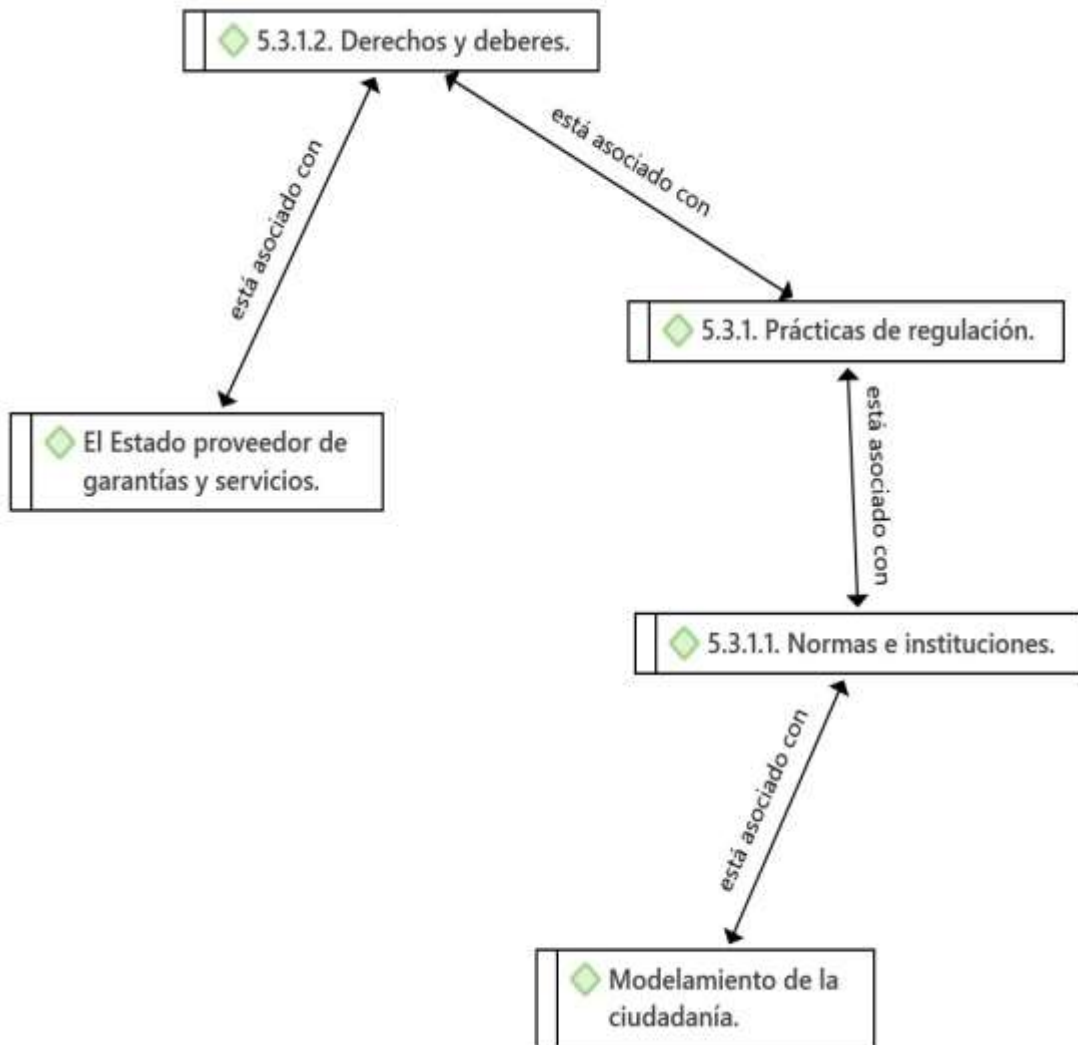 5.3.1.2. Derechos y deberes.
está asociado con
está asociado con
5.3.1. Prácticas de regulación.
está asociado con
El Estado proveedor de
garantías y servicios.
5.3.1.1. Normas e instituciones.
está asociado con
Modelamiento de la
ciudadanía.